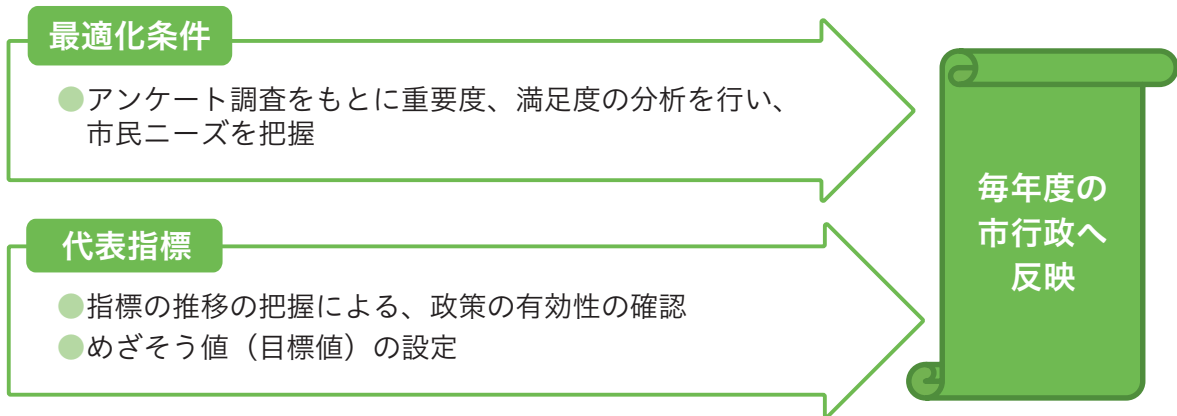 最適化条件
●アンケート調査をもとに重要度、満足度の分析を行い、
市民ニーズを把握
代表指標
●指標の推移の把握による、政策の有効性の確認
●めざそう値（目標値）の設定
毎年度の
市行政へ
反映